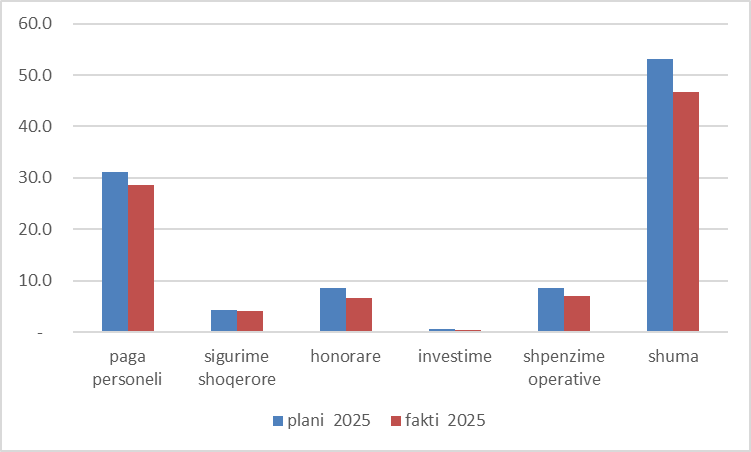 60.0
50.0
40.0
30.0
20.0
10.0
-
paga personeli
sigurime shoqerore
honorare
investime
shpenzime operative
shuma
plani 2025
fakti 2025